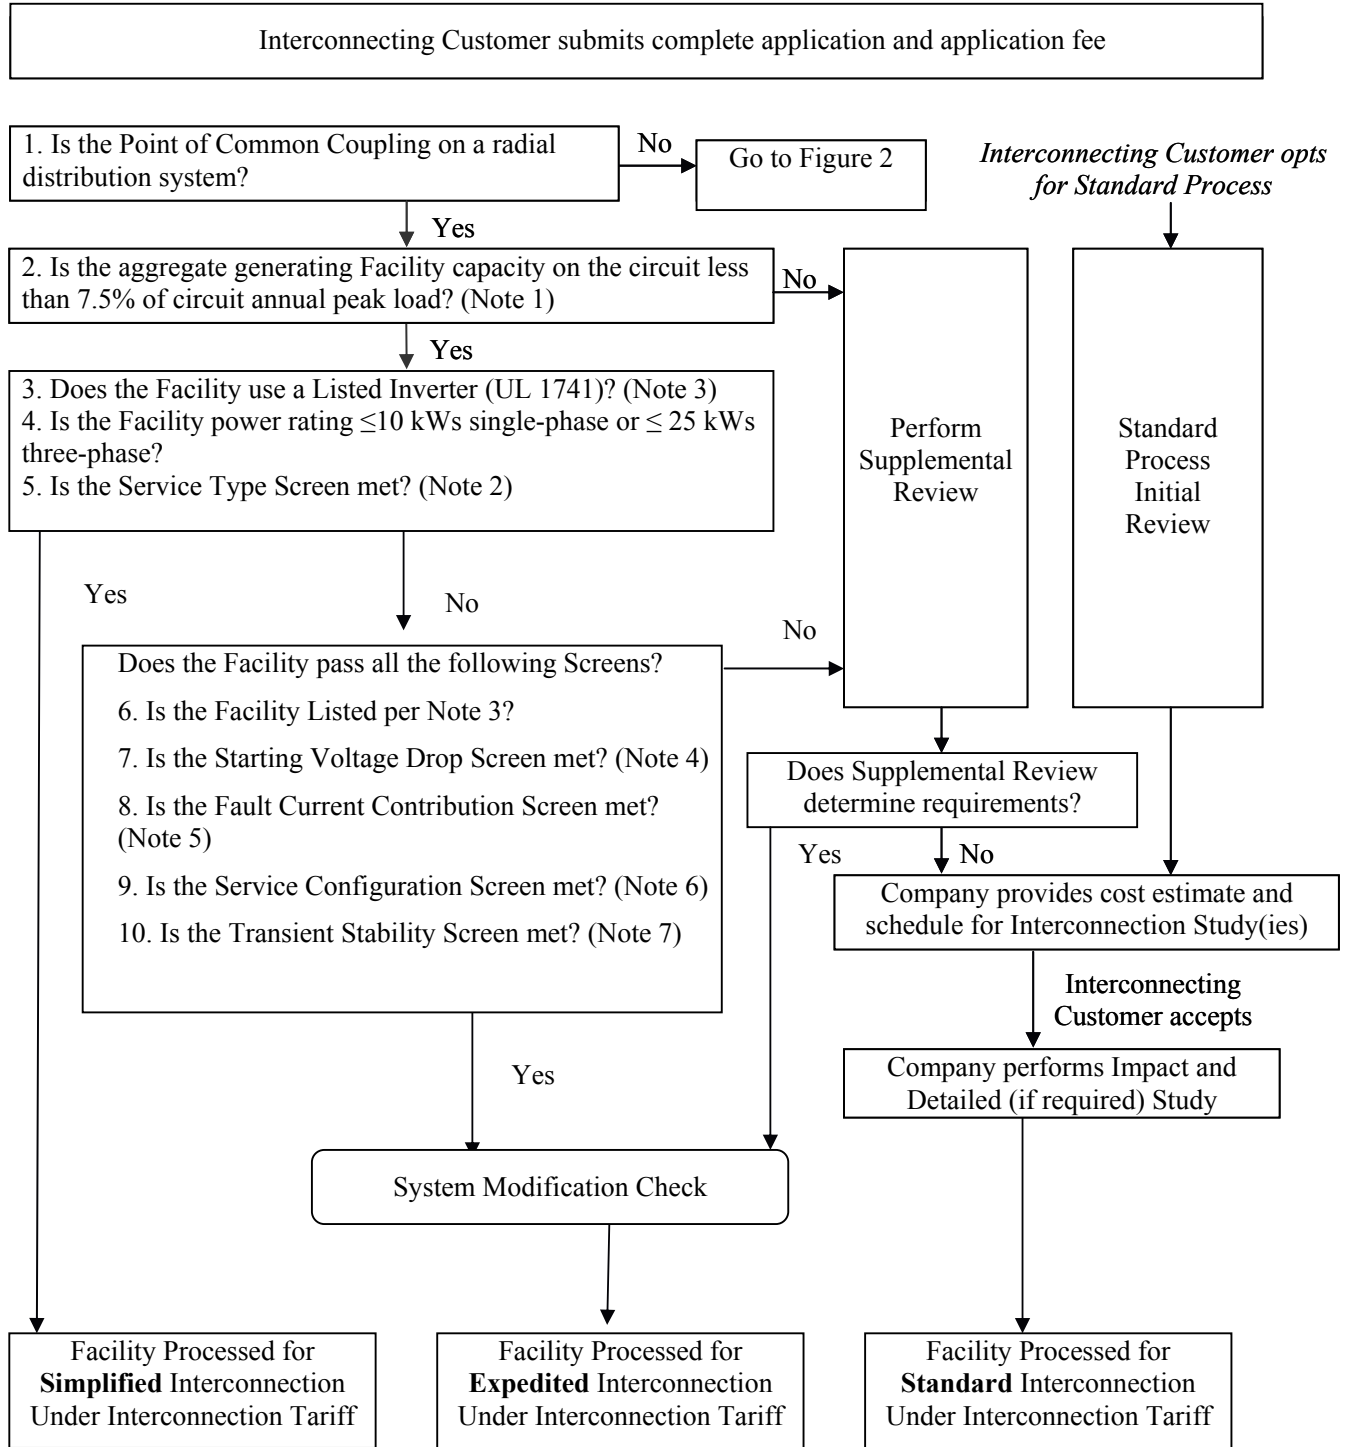 Interconnecting Customer submits complete application and application fee
1. Is the Point of Common Coupling on a radial
distribution system?
No
Go to Figure 2
Interconnecting Customer opts
for Standard Process
Yes
2. Is the aggregate generating Facility capacity on the circuit less
than 7.5% of circuit annual peak load? (Note 1)
No
Yes
3. Does the Facility use a Listed Inverter (UL 1741)? (Note 3)
4. Is the Facility power rating ≤10 kWs single-phase or ≤ 25 kWs
three-phase?
5. Is the Service Type Screen met? (Note 2)
Perform
Supplemental
Review
Standard
Process
Initial
Review
Yes
No
No
Does the Facility pass all the following Screens?
6. Is the Facility Listed per Note 3?
7. Is the Starting Voltage Drop Screen met? (Note 4)
8. Is the Fault Current Contribution Screen met?
(Note 5)
9. Is the Service Configuration Screen met? (Note 6)
10. Is the Transient Stability Screen met? (Note 7)
Does Supplemental Review
determine requirements?
Yes
No
Company provides cost estimate and
schedule for Interconnection Study(ies)
Interconnecting
Customer accepts
Yes
Company performs Impact and
Detailed (if required) Study
System Modification Check
Facility Processed for
Simplified Interconnection
Under Interconnection Tariff
Facility Processed for
Expedited Interconnection
Under Interconnection Tariff
Facility Processed for
Standard Interconnection
Under Interconnection Tariff